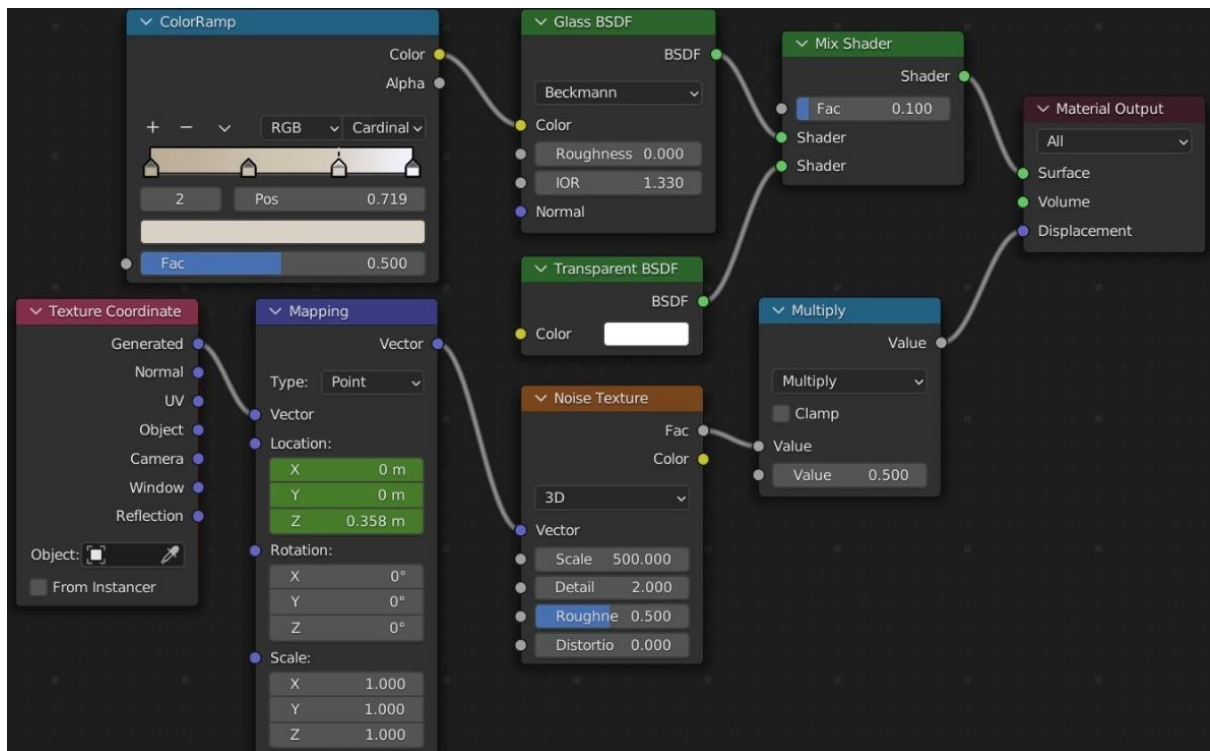 ColorRamp
Color
Alpha
+ − RGB Cardinal
2 Pos 0.719
Fac 0.500
Glass BSDF
BSDF
Beckmann
Color
Roughness 0.000
IOR 1.330
Normal
Mix Shader
Shader
Fac 0.100
Shader
Shader
Material Output
All
Surface
Volume
Displacement
Transparent BSDF
BSDF
Color
Texture Coordinate
Generated
Normal
UV
Object
Camera
Window
Reflection
Object:
From Instancer
Mapping
Vector
Type: Point
Vector
Location:
X 0 m
Y 0 m
Z 0.358 m
Rotation:
X 0°
Y 0°
Z 0°
Scale:
X 1.000
Y 1.000
Z 1.000
Noise Texture
Fac
Color
3D
Vector
Scale 500.000
Detail 2.000
Roughne 0.500
Distortio 0.000
Multiply
Value
Multiply
Clamp
Value
Value 0.500